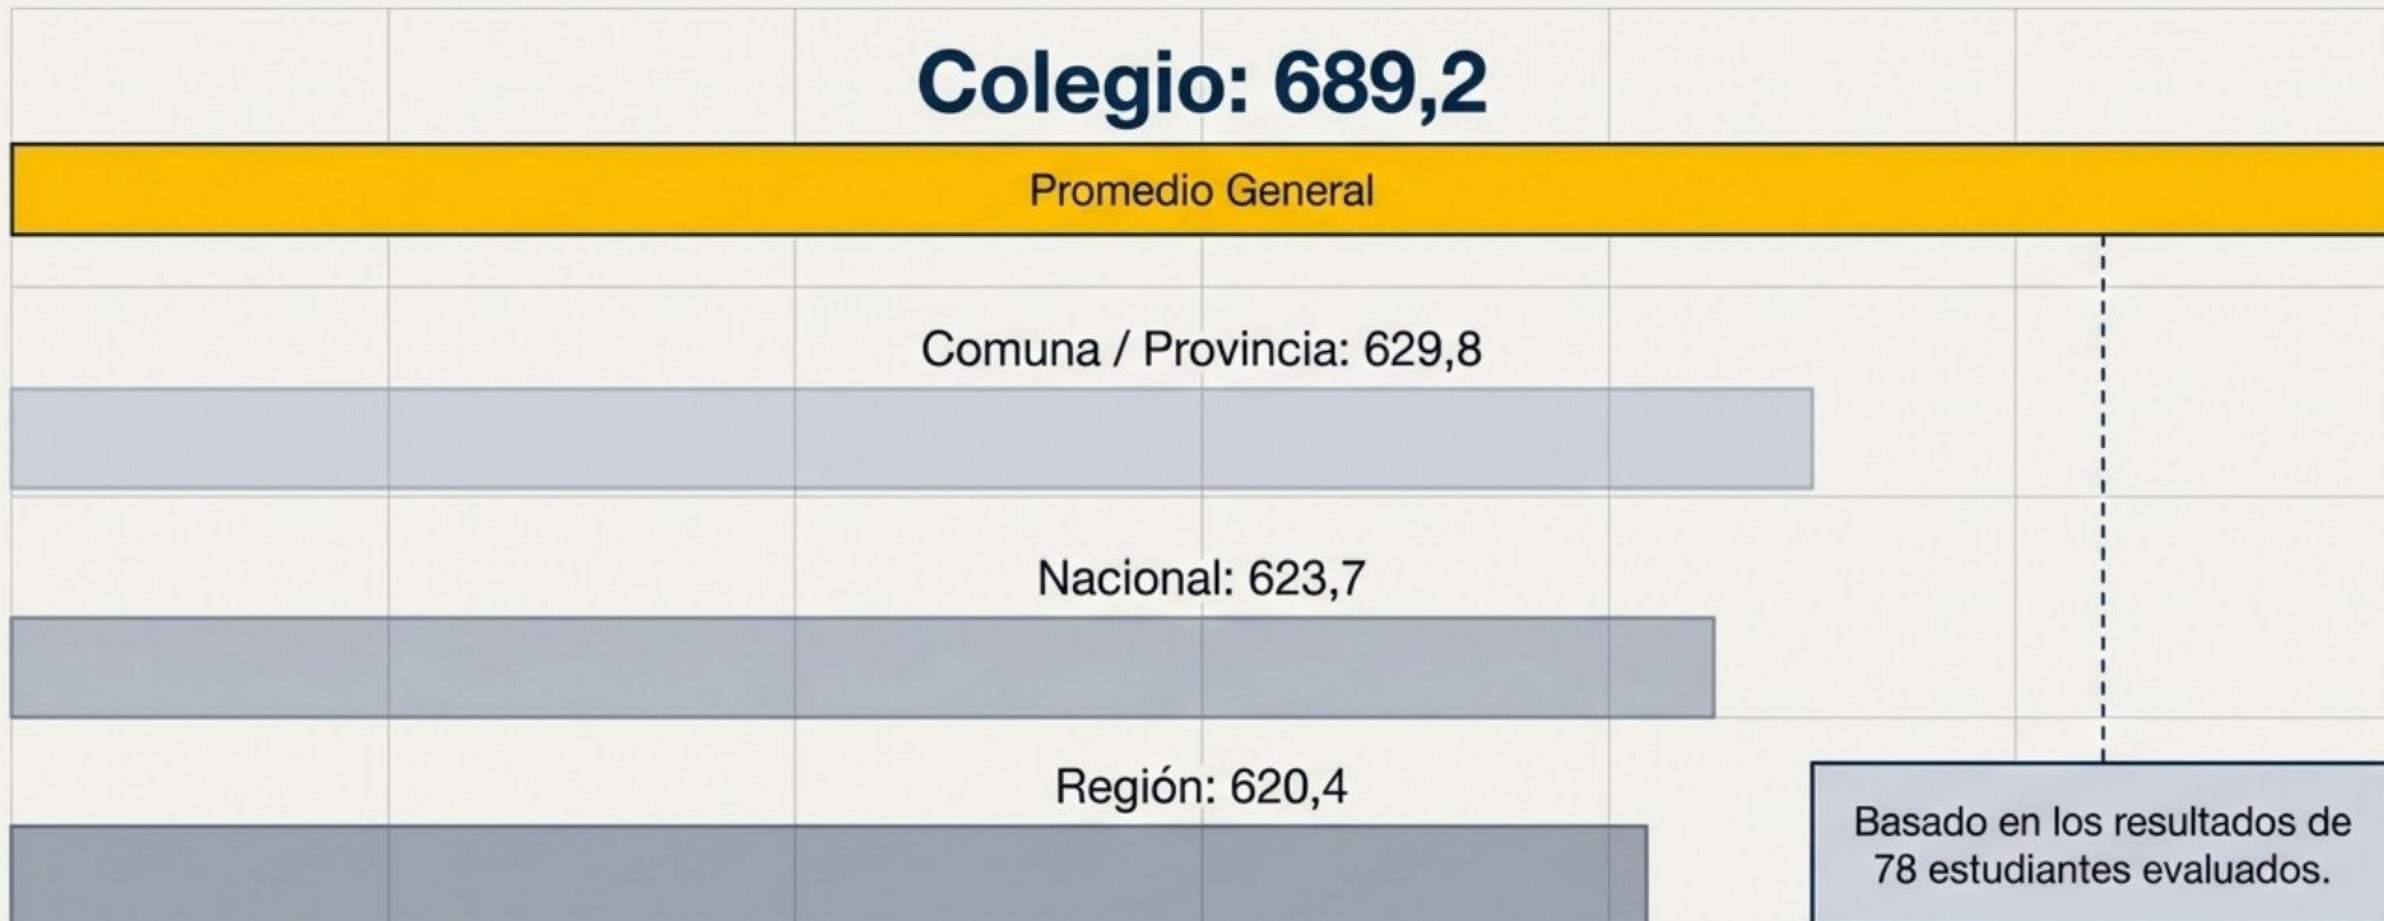 Colegio: 689,2
Promedio General
Comuna / Provincia: 629,8
Nacional: 623,7
Región: 620,4
Basado en los resultados de
78 estudiantes evaluados.